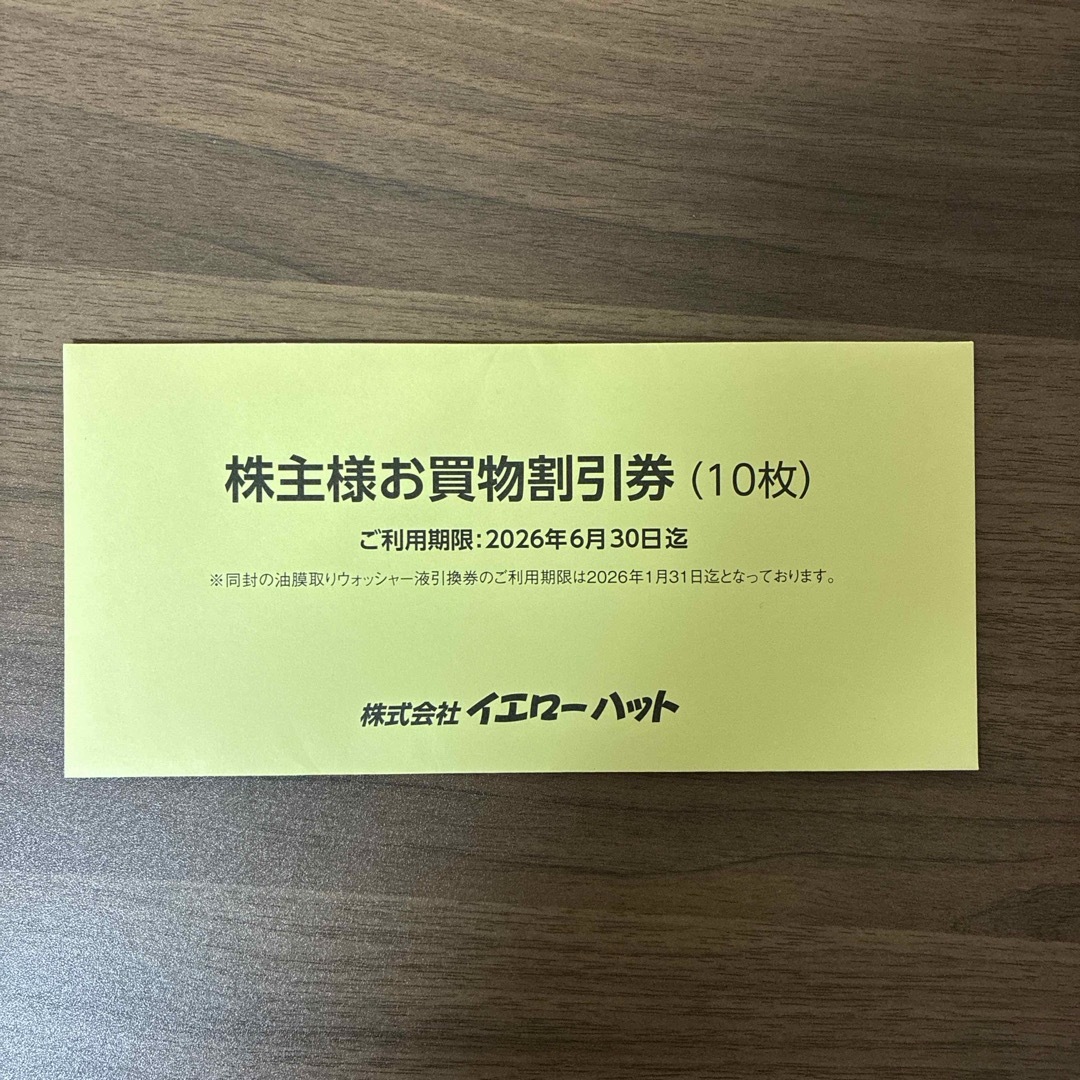 株主様お買物割引券（10枚）
ご利用期限：2026年6月30日迄
※同封の油膜取りウォッシャー液引換券のご利用期限は2026年1月31日迄となっております。
株式会社 イエローハット